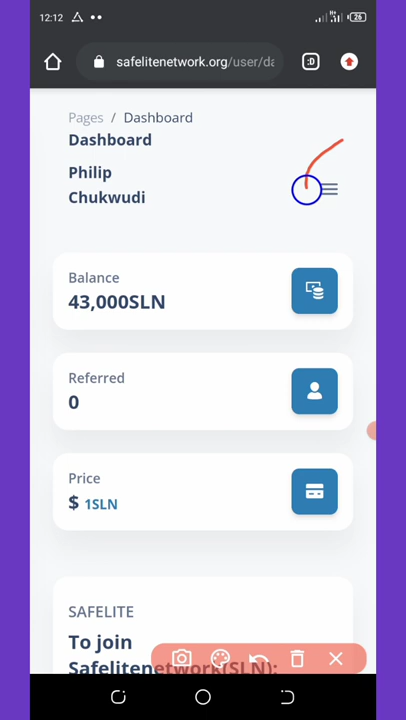 12:12
26
safelitenetwork.org/user/da
:D
Pages / Dashboard
Dashboard
Philip
Chukwudi
Balance
43,000SLN
Referred
0
Price
$ 1SLN
SAFELITE
To join
Safelitenetwork(SLN):